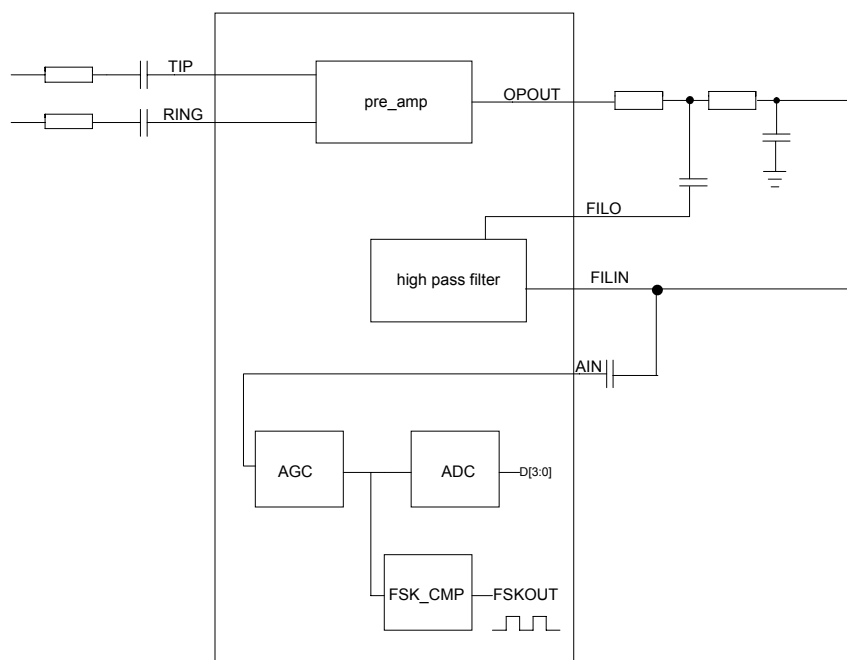 TIP
pre_amp
OPOUT
RING
FILO
high pass filter
FILIN
AIN
AGC
ADC
D[3:0]
FSK_CMP
FSKOUT